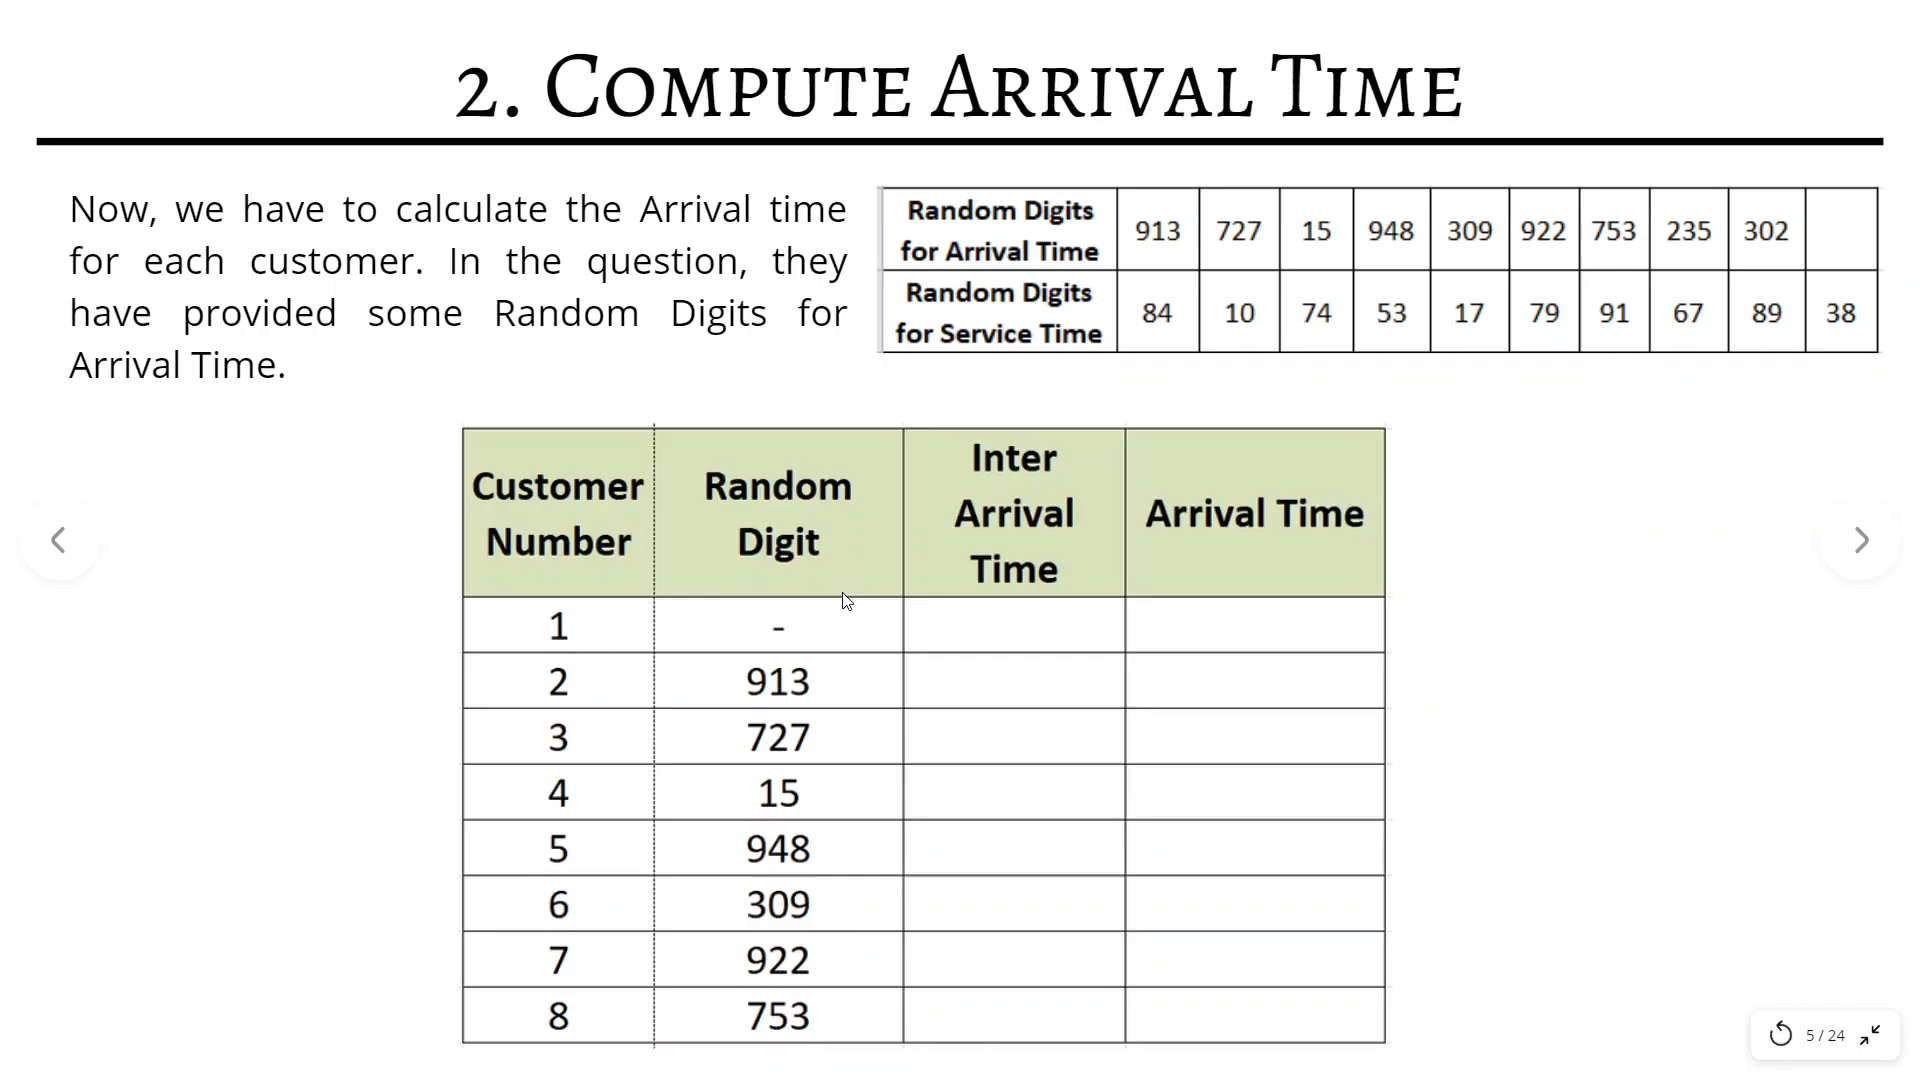 2. Compute Arrival Time
Now, we have to calculate the Arrival time
for each customer. In the question, they
have provided some Random Digits for
Arrival Time.
Random Digits for Arrival Time 913 727 15 948 309 922 753 235 302
Random Digits for Service Time 84 10 74 53 17 79 91 67 89 38
Customer Number Random Digit Inter Arrival Time Arrival Time
1 -
2 913
3 727
4 15
5 948
6 309
7 922
8 753
5 / 24